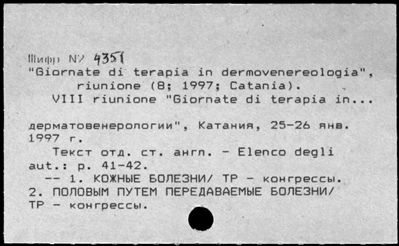 Шифр № 4351
"Giornate di terapia in dermovenereologia",
riunione (8; 1997; Catania).
VIII riunione "Giornate di terapia in...
дерматовенерологии", Катания, 25-26 янв.
1997 г.
Текст отд. ст. англ. - Elenco degli
aut.: p. 41-42.
-- 1. КОЖНЫЕ БОЛЕЗНИ/ ТР - конгрессы.
2. ПОЛОВЫМ ПУТЕМ ПЕРЕДАВАЕМЫЕ БОЛЕЗНИ/
ТР - конгрессы.